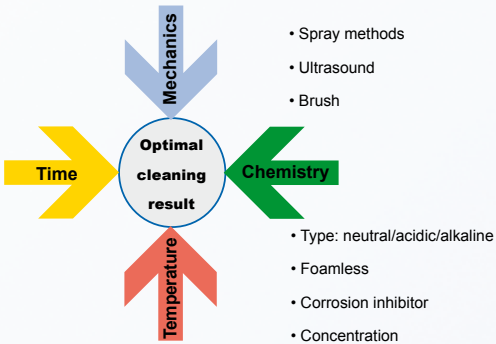 Mechanics
• Spray methods
• Ultrasound
• Brush
Time
Optimal
cleaning
result
Chemistry
Temperature
• Type: neutral/acidic/alkaline
• Foamless
• Corrosion inhibitor
• Concentration